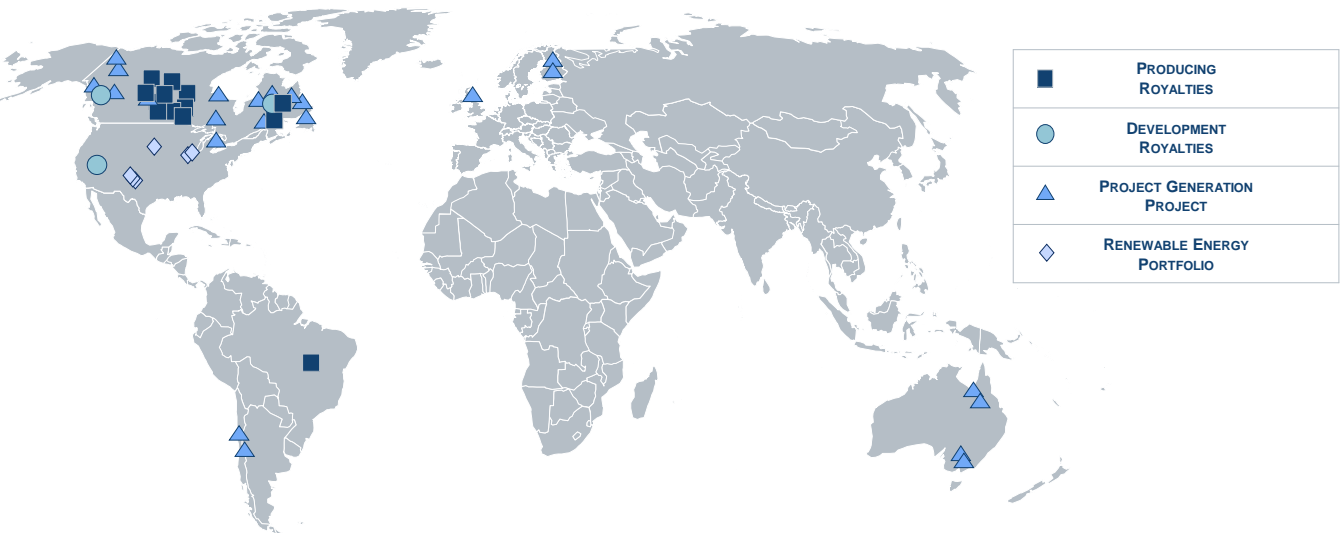 PRODUCING
ROYALTIES
DEVELOPMENT
ROYALTIES
PROJECT GENERATION
PROJECT
RENEWABLE ENERGY
PORTFOLIO